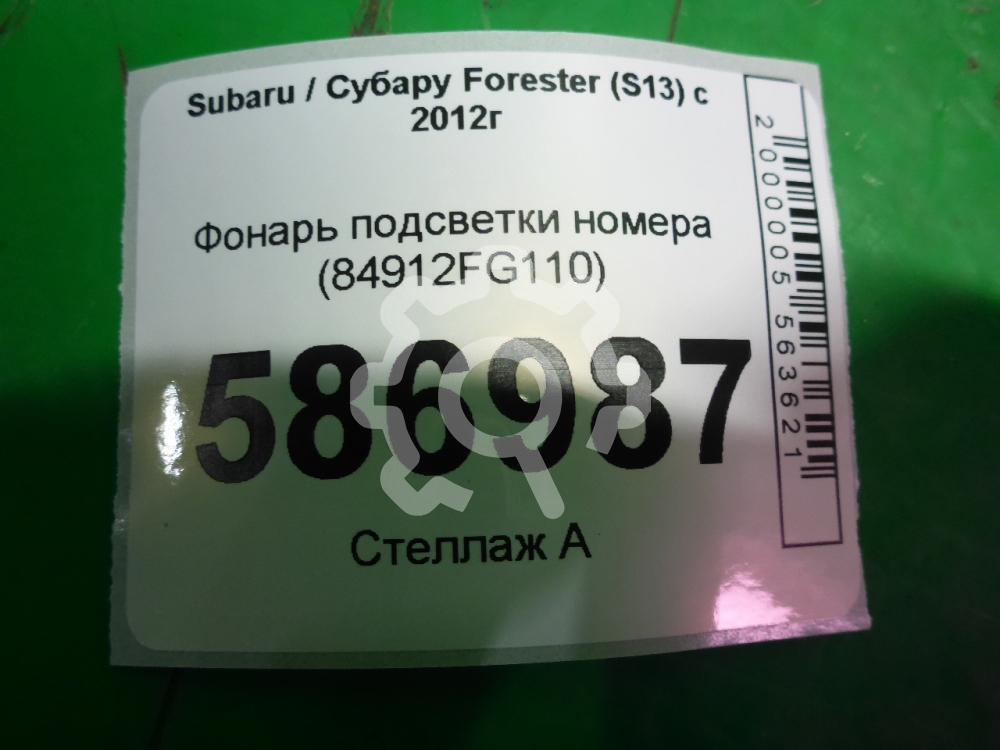 Subaru / Субару Forester (S13) с
2012г
Фонарь подсветки номера
(84912FG110)
586987
Стеллаж А
2000005563621